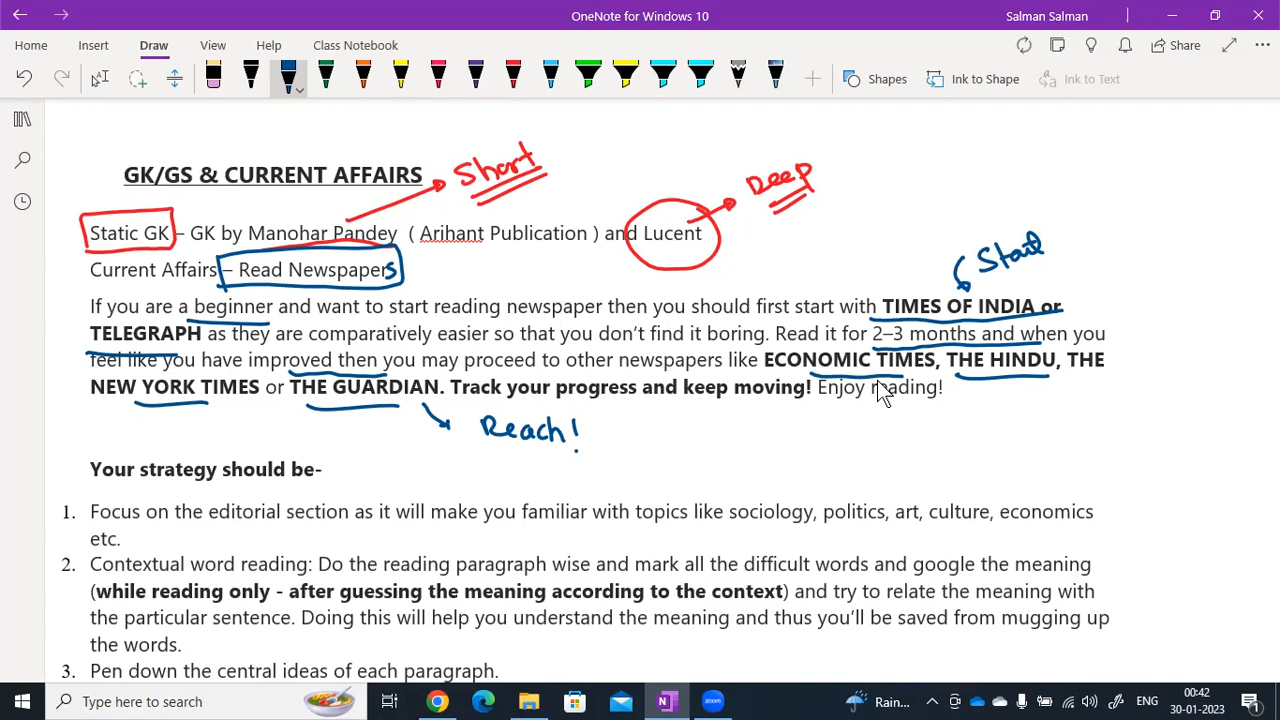 OneNote for Windows 10
Salman Salman
Home Insert Draw View Help Class Notebook
Share
Shapes Ink to Shape Ink to Text
GK/GS & CURRENT AFFAIRS
Short
Deep
Static GK – GK by Manohar Pandey ( Arihant Publication ) and Lucent
Current Affairs – Read Newspapers
Start
If you are a beginner and want to start reading newspaper then you should first start with TIMES OF INDIA or
TELEGRAPH as they are comparatively easier so that you don't find it boring. Read it for 2–3 months and when you
feel like you have improved then you may proceed to other newspapers like ECONOMIC TIMES, THE HINDU, THE
NEW YORK TIMES or THE GUARDIAN. Track your progress and keep moving! Enjoy reading!
Reach!
Your strategy should be-
1. Focus on the editorial section as it will make you familiar with topics like sociology, politics, art, culture, economics
etc.
2. Contextual word reading: Do the reading paragraph wise and mark all the difficult words and google the meaning
(while reading only - after guessing the meaning according to the context) and try to relate the meaning with
the particular sentence. Doing this will help you understand the meaning and thus you'll be saved from mugging up
the words.
3. Pen down the central ideas of each paragraph.
Type here to search
zoom
Rain...
ENG
00:42
30-01-2023
1